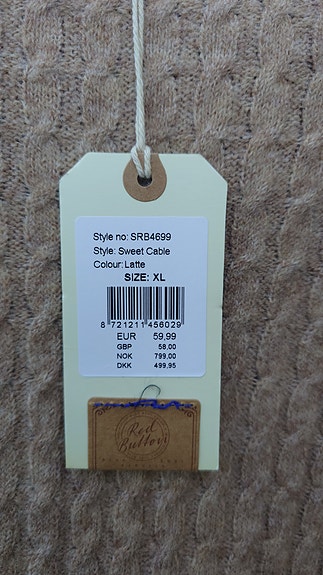 Style no: SRB4699
Style: Sweet Cable
Colour: Latte
SIZE: XL
8 721211 456029
EUR 59,99
GBP 58,00
NOK 799,00
DKK 499,95
Red
Button